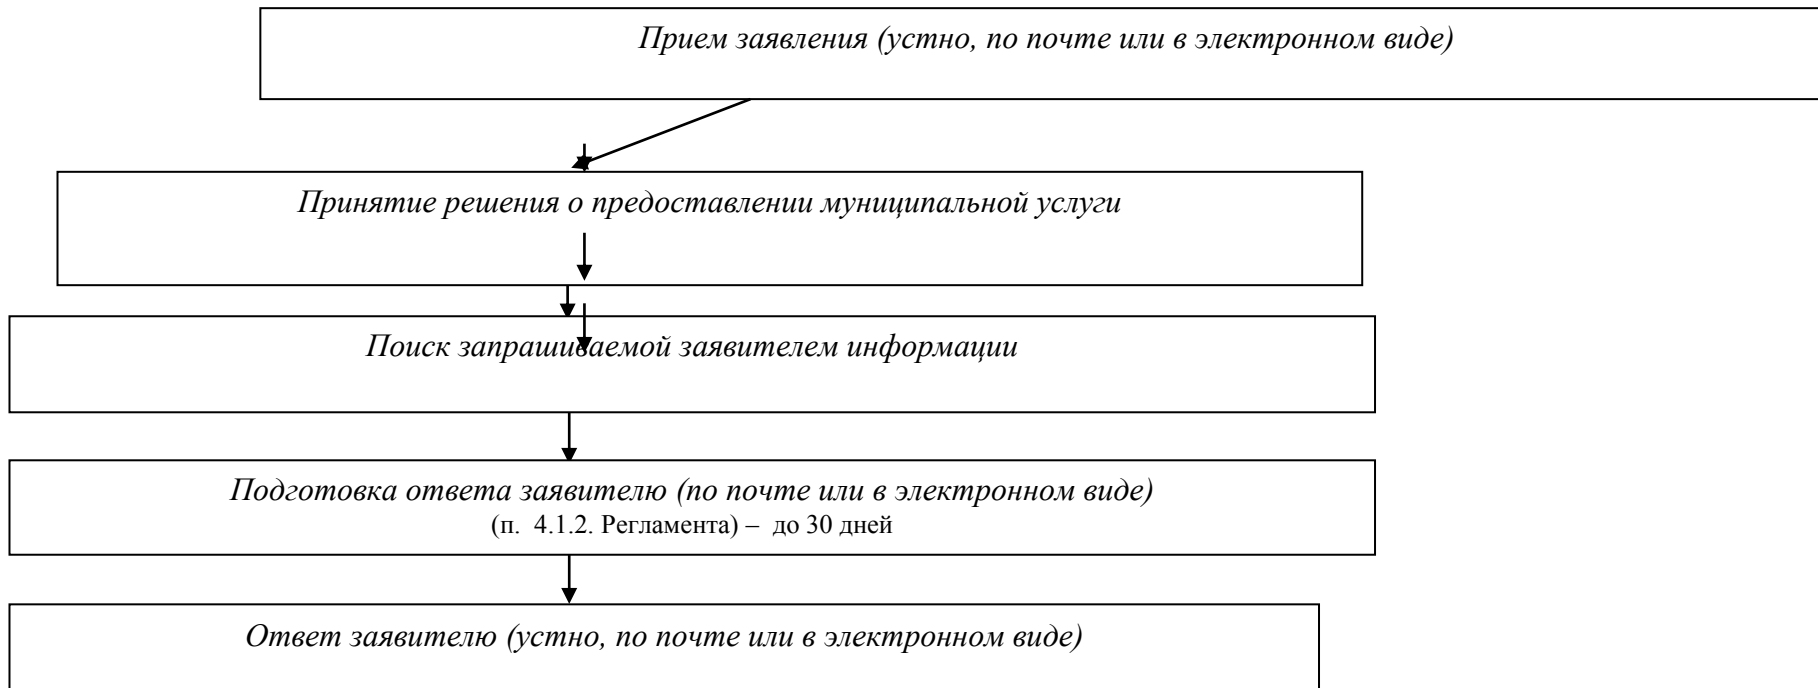 Прием заявления (устно, по почте или в электронном виде)
Принятие решения о предоставлении муниципальной услуги
Поиск запрашиваемой заявителем информации
Подготовка ответа заявителю (по почте или в электронном виде)
(п. 4.1.2. Регламента) – до 30 дней
Ответ заявителю (устно, по почте или в электронном виде)